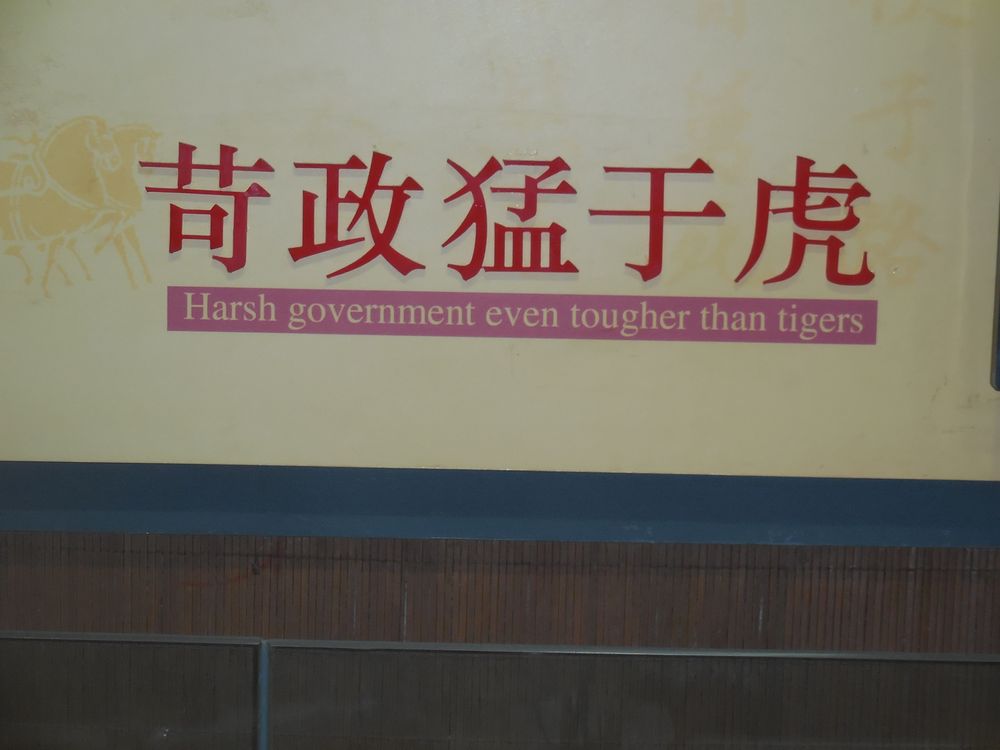 苛政猛于虎
Harsh government even tougher than tigers